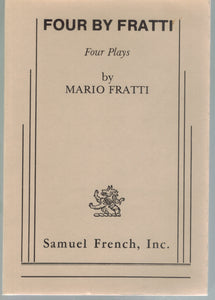 FOUR BY FRATTI
Four Plays
by
MARIO FRATTI
Samuel French, Inc.